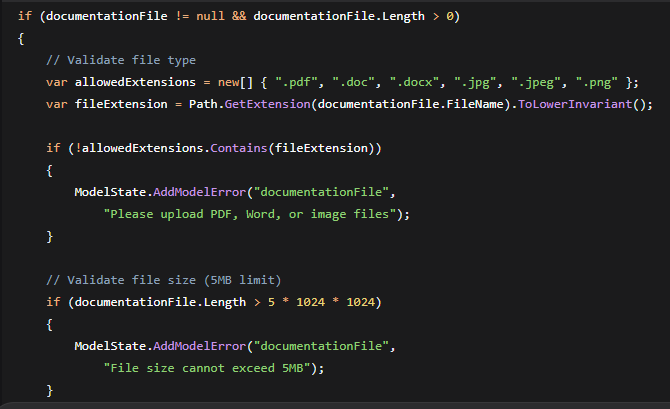 if (documentationFile != null && documentationFile.Length > 0)
{
// Validate file type
var allowedExtensions = new[] { ".pdf", ".doc", ".docx", ".jpg", ".jpeg", ".png" };
var fileExtension = Path.GetExtension(documentationFile.FileName).ToLowerInvariant();
if (!allowedExtensions.Contains(fileExtension))
{
ModelState.AddModelError("documentationFile",
"Please upload PDF, Word, or image files");
}
// Validate file size (5MB limit)
if (documentationFile.Length > 5 * 1024 * 1024)
{
ModelState.AddModelError("documentationFile",
"File size cannot exceed 5MB");
}